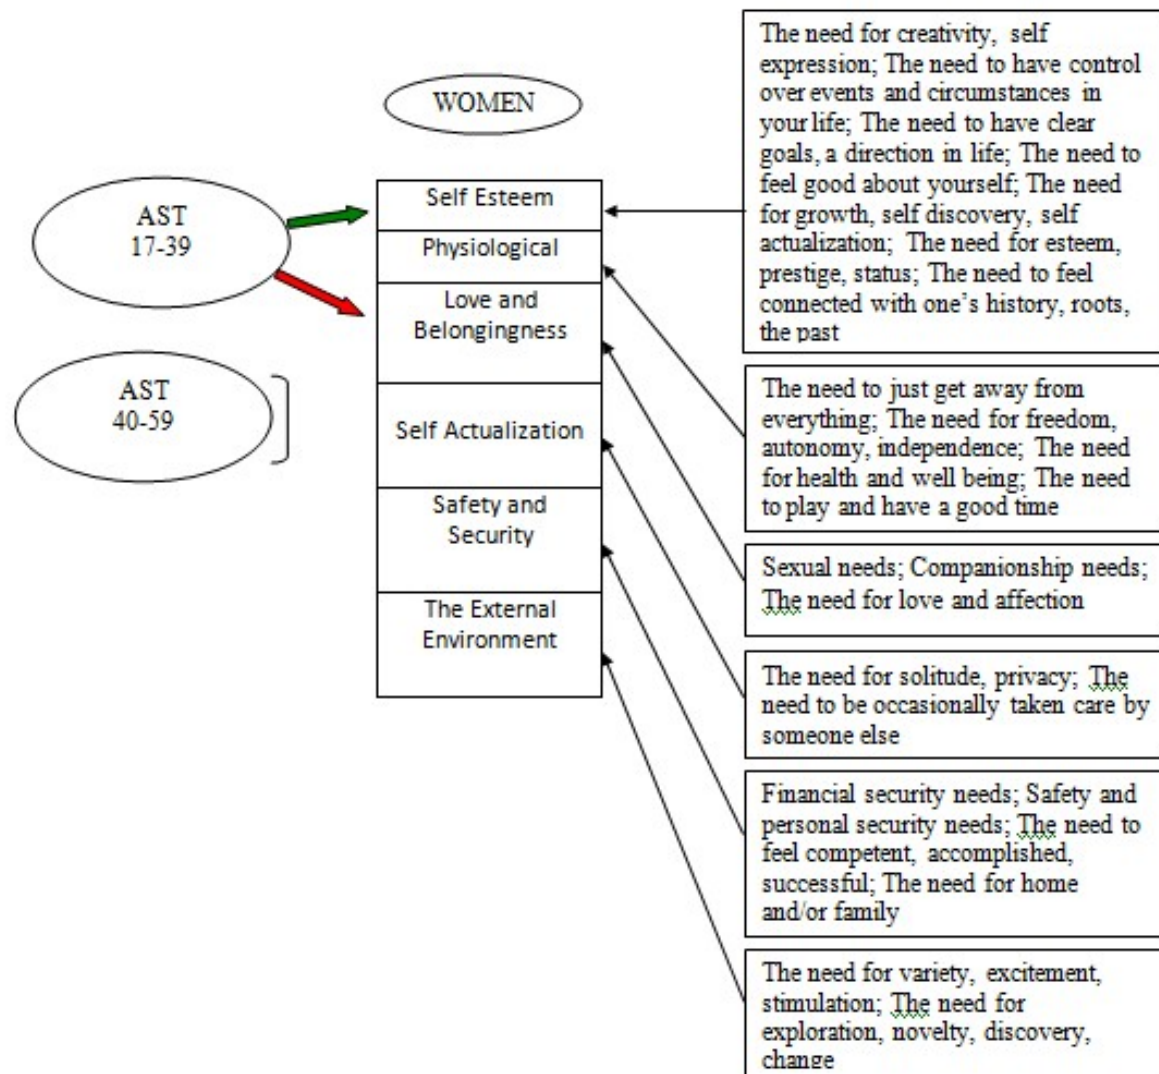 WOMEN
AST
17-39
AST
40-59
Self Esteem
Physiological
Love and
Belongingness
Self Actualization
Safety and
Security
The External
Environment
The need for creativity, self
expression; The need to have control
over events and circumstances in
your life; The need to have clear
goals, a direction in life; The need to
feel good about yourself; The need
for growth, self discovery, self
actualization; The need for esteem,
prestige, status; The need to feel
connected with one’s history, roots,
the past
The need to just get away from
everything; The need for freedom,
autonomy, independence; The need
for health and well being; The need
to play and have a good time
Sexual needs; Companionship needs;
The need for love and affection
The need for solitude, privacy; The
need to be occasionally taken care by
someone else
Financial security needs; Safety and
personal security needs; The need to
feel competent, accomplished,
successful; The need for home
and/or family
The need for variety, excitement,
stimulation; The need for
exploration, novelty, discovery,
change